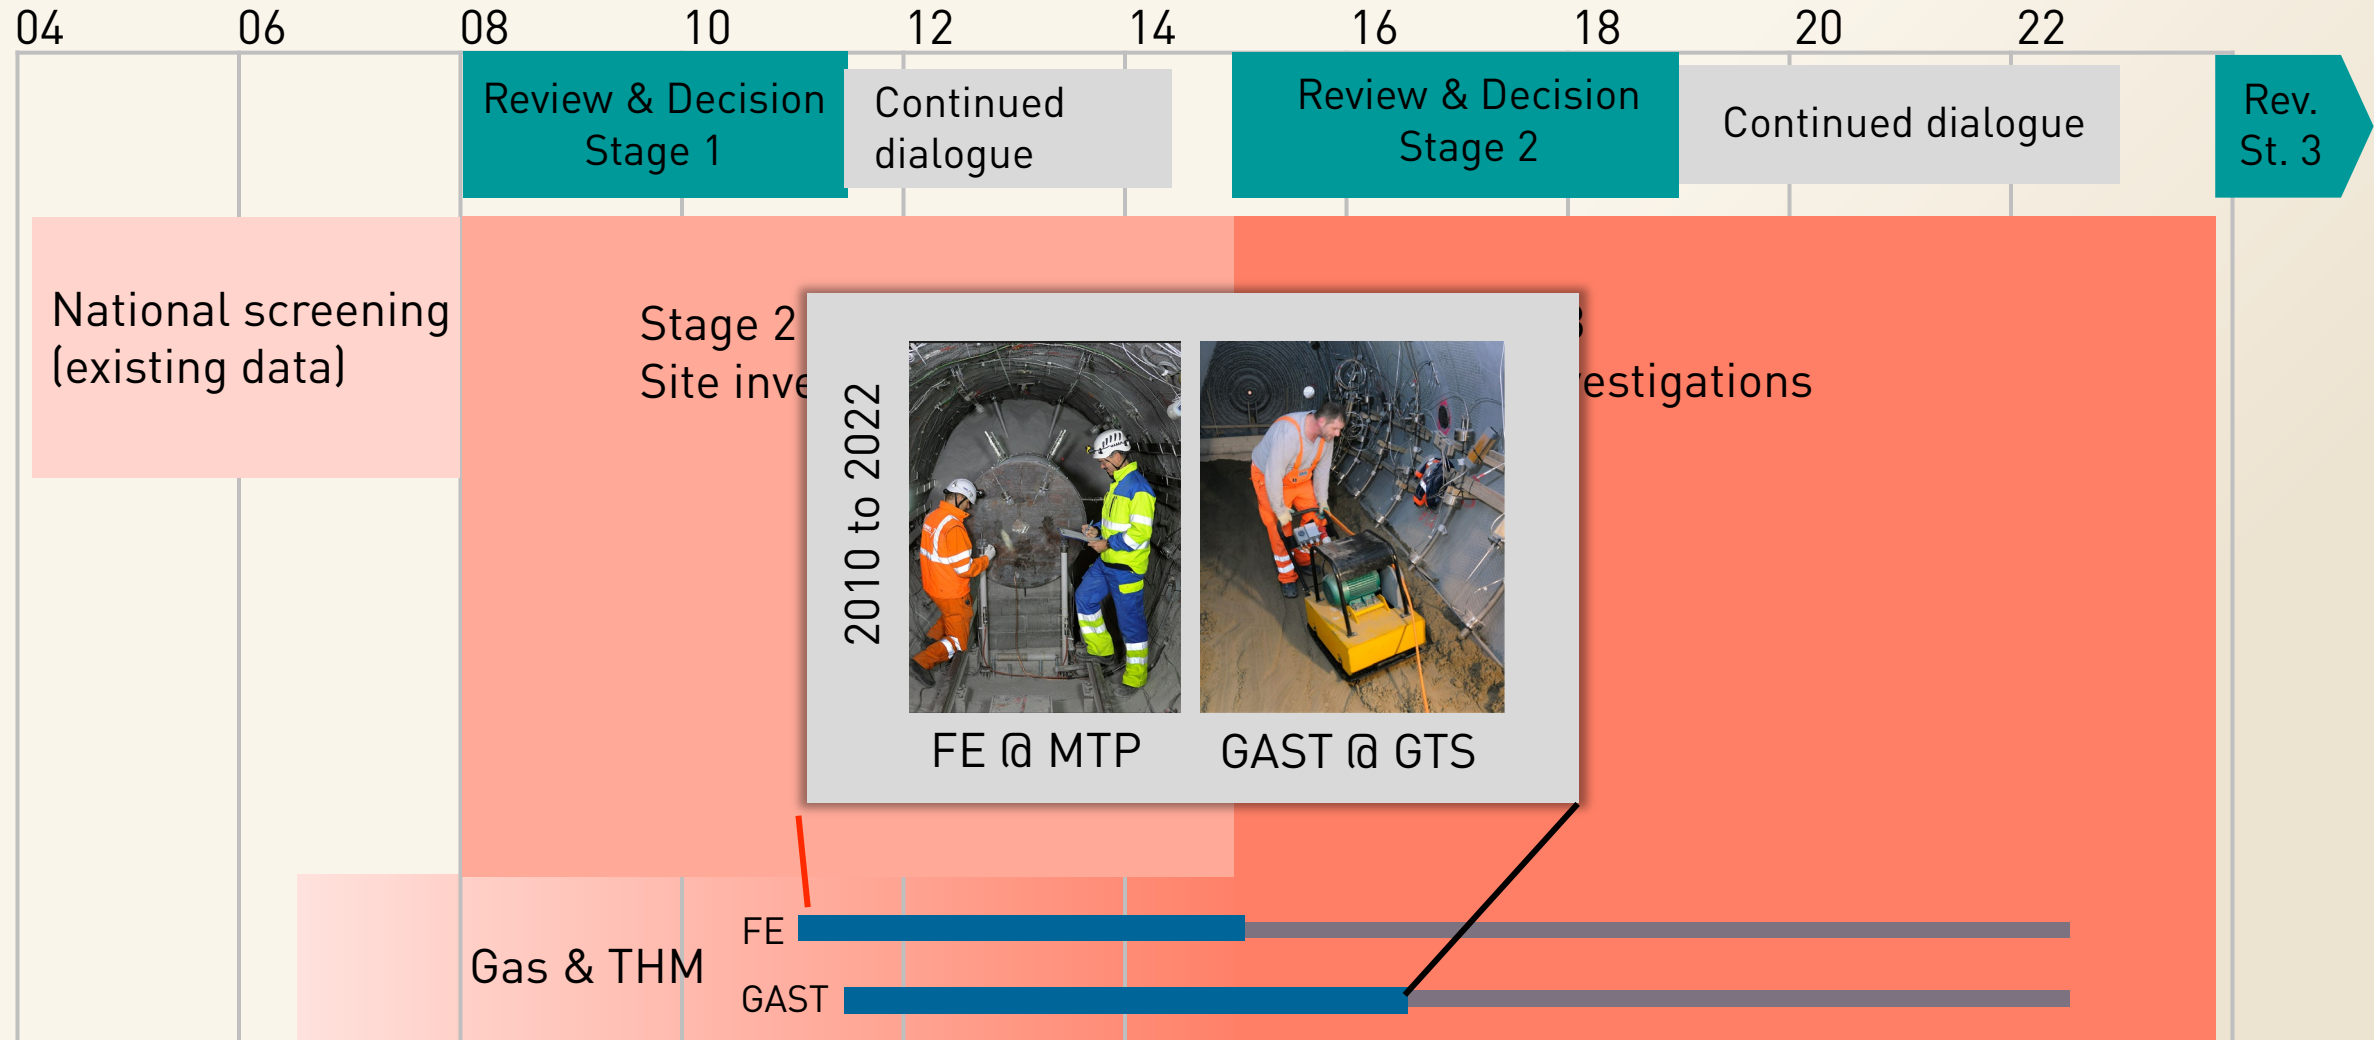 04 06 08 10 12 14 16 18 20 22
Review & Decision
Stage 1
Continued
dialogue
Review & Decision
Stage 2
Continued dialogue
Rev.
St. 3
National screening
(existing data)
Stage 2
Site inve
estigations
2010 to 2022
FE @ MTP
GAST @ GTS
Gas & THM
FE
GAST